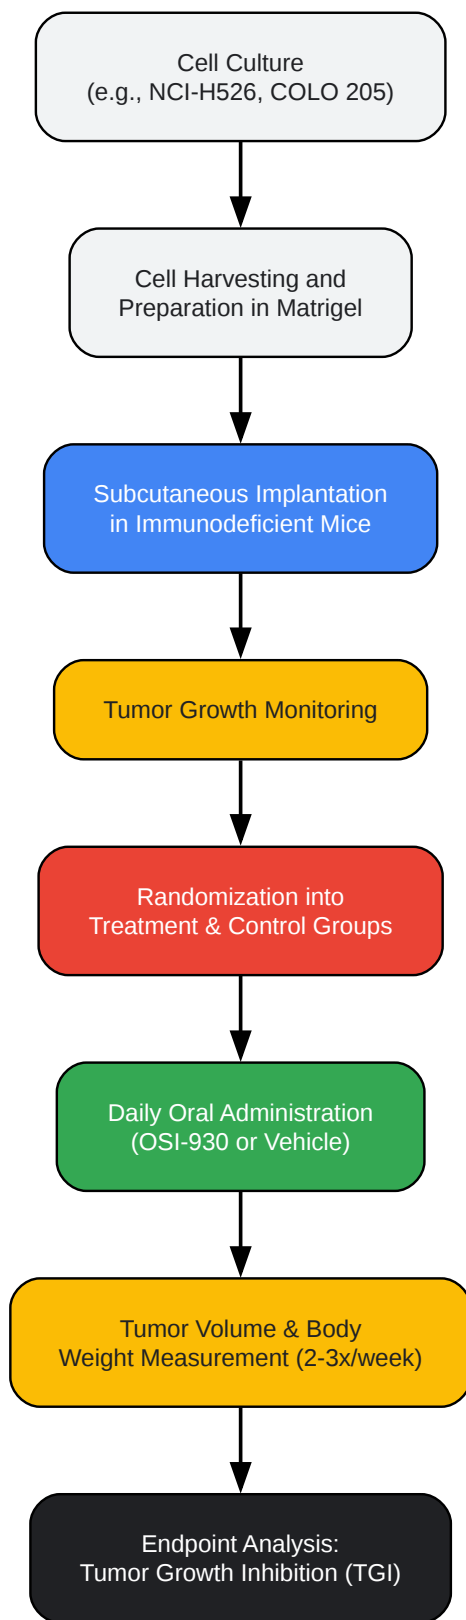 Cell Culture
(e.g., NCI-H526, COLO 205)
Cell Harvesting and
Preparation in Matrigel
Subcutaneous Implantation
in Immunodeficient Mice
Tumor Growth Monitoring
Randomization into
Treatment & Control Groups
Daily Oral Administration
(OSI-930 or Vehicle)
Tumor Volume & Body
Weight Measurement (2-3x/week)
Endpoint Analysis:
Tumor Growth Inhibition (TGI)